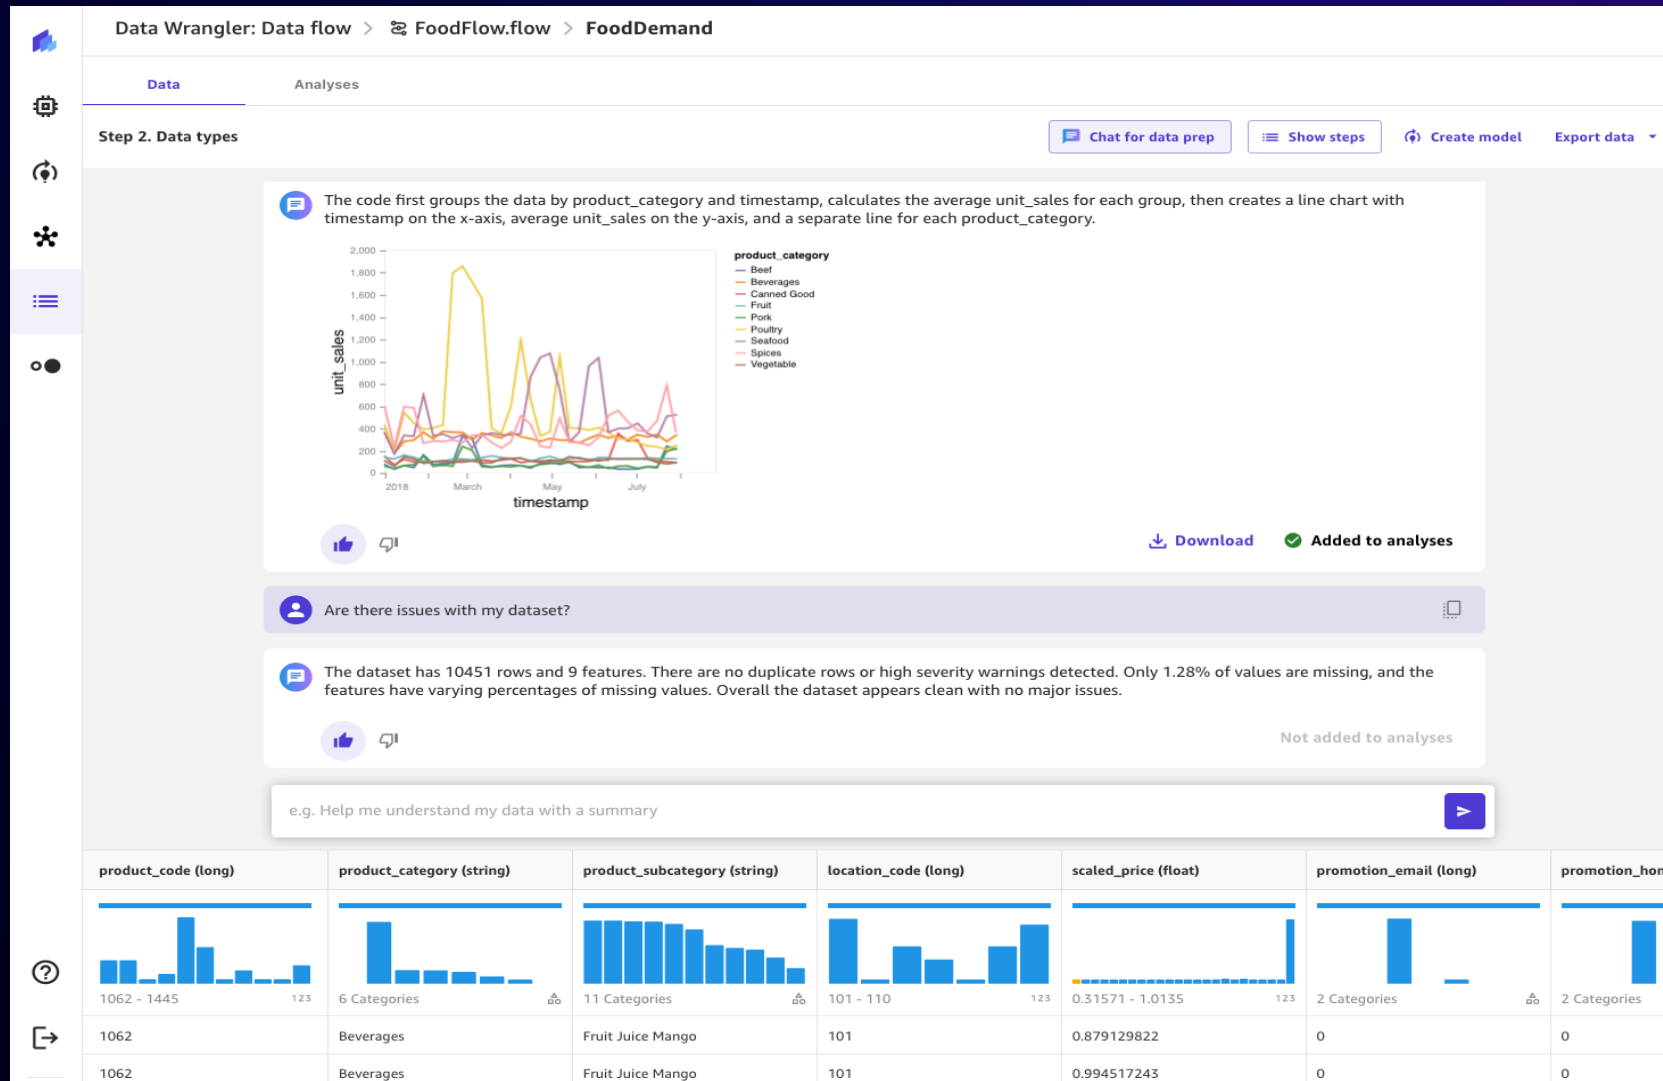 Data Wrangler: Data flow > FoodFlow.flow > FoodDemand
Data Analyses
Step 2. Data types
Chat for data prep Show steps Create model Export data
The code first groups the data by product_category and timestamp, calculates the average unit_sales for each group, then creates a line chart with
timestamp on the x-axis, average unit_sales on the y-axis, and a separate line for each product_category.
2,000
1,800
1,600
1,400
1,200
1,000
800
600
400
200
0
unit_sales
2018 March May July
timestamp
product_category
Beef
Beverages
Canned Good
Fruit
Pork
Poultry
Seafood
Spices
Vegetable
Download Added to analyses
Are there issues with my dataset?
The dataset has 10451 rows and 9 features. There are no duplicate rows or high severity warnings detected. Only 1.28% of values are missing, and the
features have varying percentages of missing values. Overall the dataset appears clean with no major issues.
Not added to analyses
e.g. Help me understand my data with a summary
product_code (long) product_category (string) product_subcategory (string) location_code (long) scaled_price (float) promotion_email (long) promotion_hon
1062 - 1445 123 6 Categories 11 Categories 101 - 110 123 0.31571 - 1.0135 123 2 Categories 2 Categories
1062 Beverages Fruit Juice Mango 101 0.879129822 0 0
1062 Beverages Fruit Juice Mango 101 0.994517243 0 0